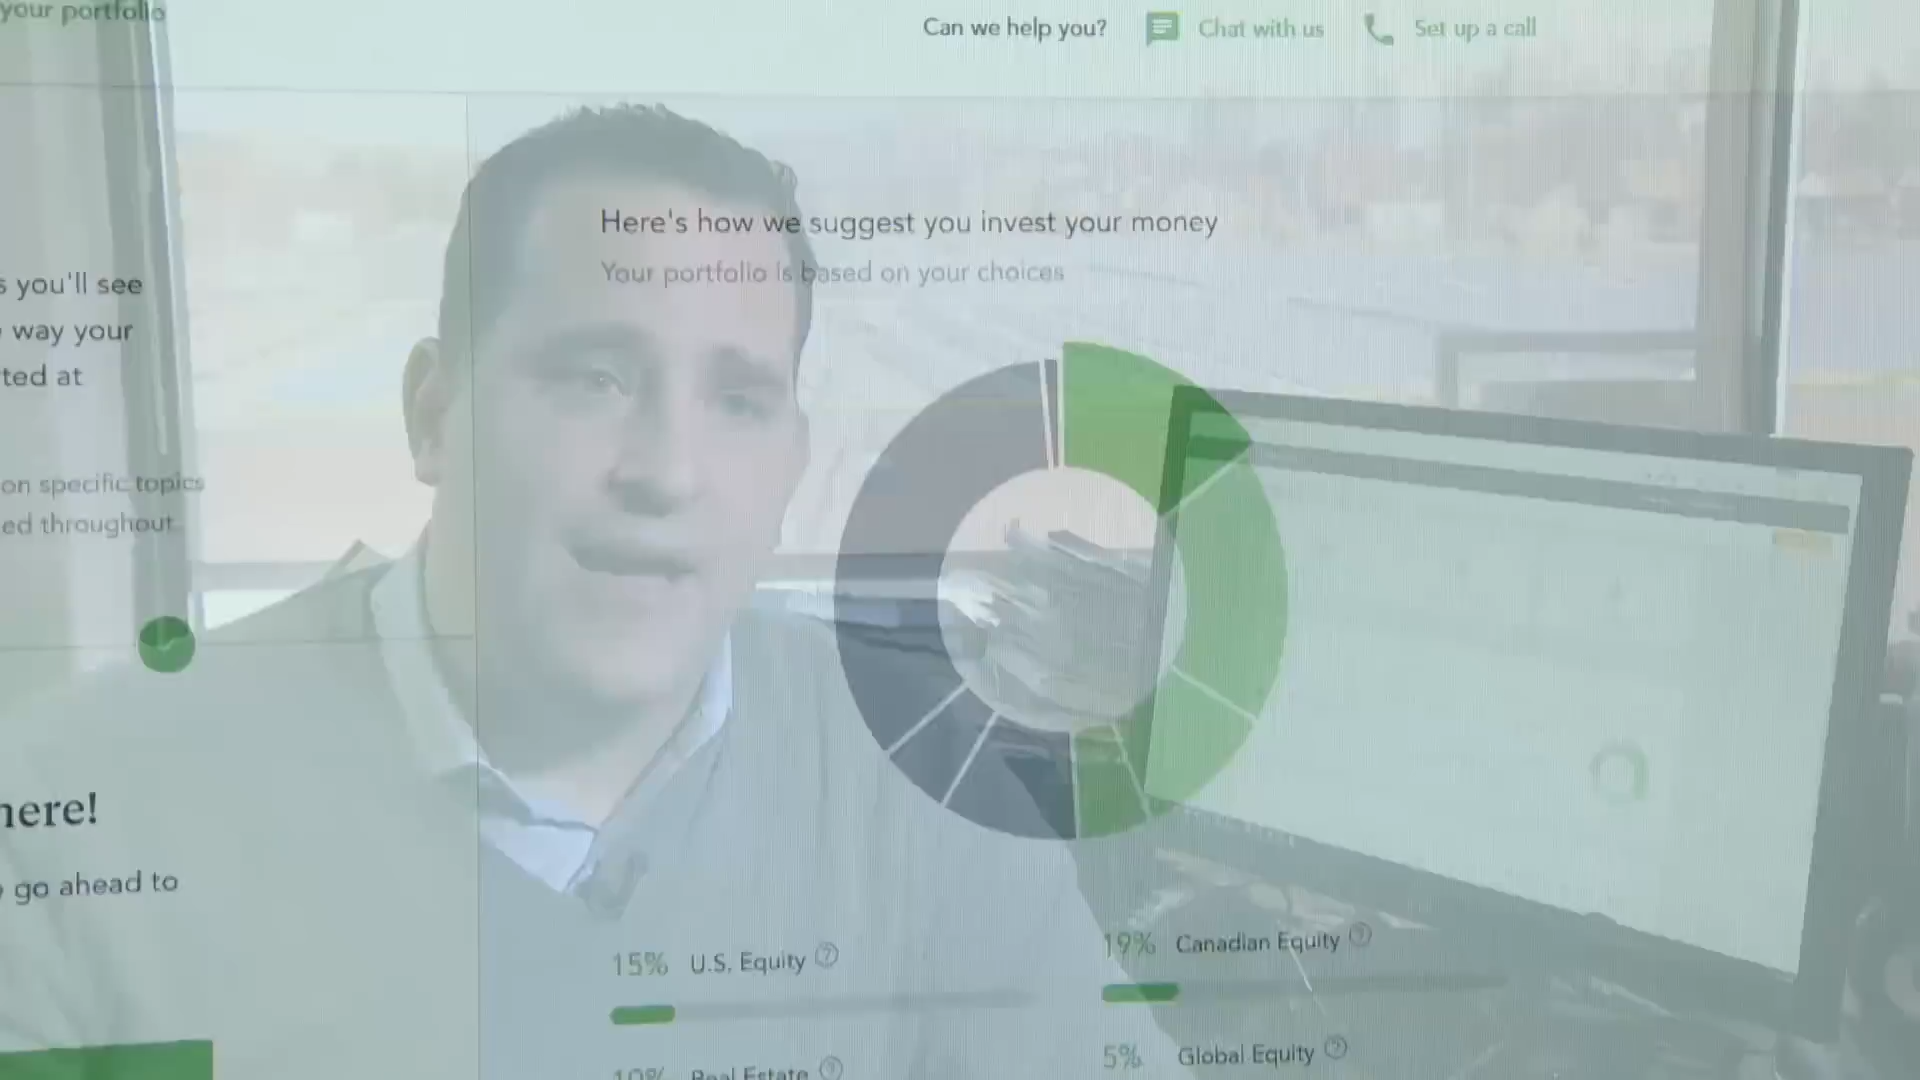 your portfolio
Can we help you?
Chat with us
Set up a call
s you'll see
way your
ted at
on specific topics
ed throughout
here!
go ahead to
Here's how we suggest you invest your money
Your portfolio is based on your choices
15% U.S. Equity
19% Canadian Equity
10% Real Estate
5% Global Equity